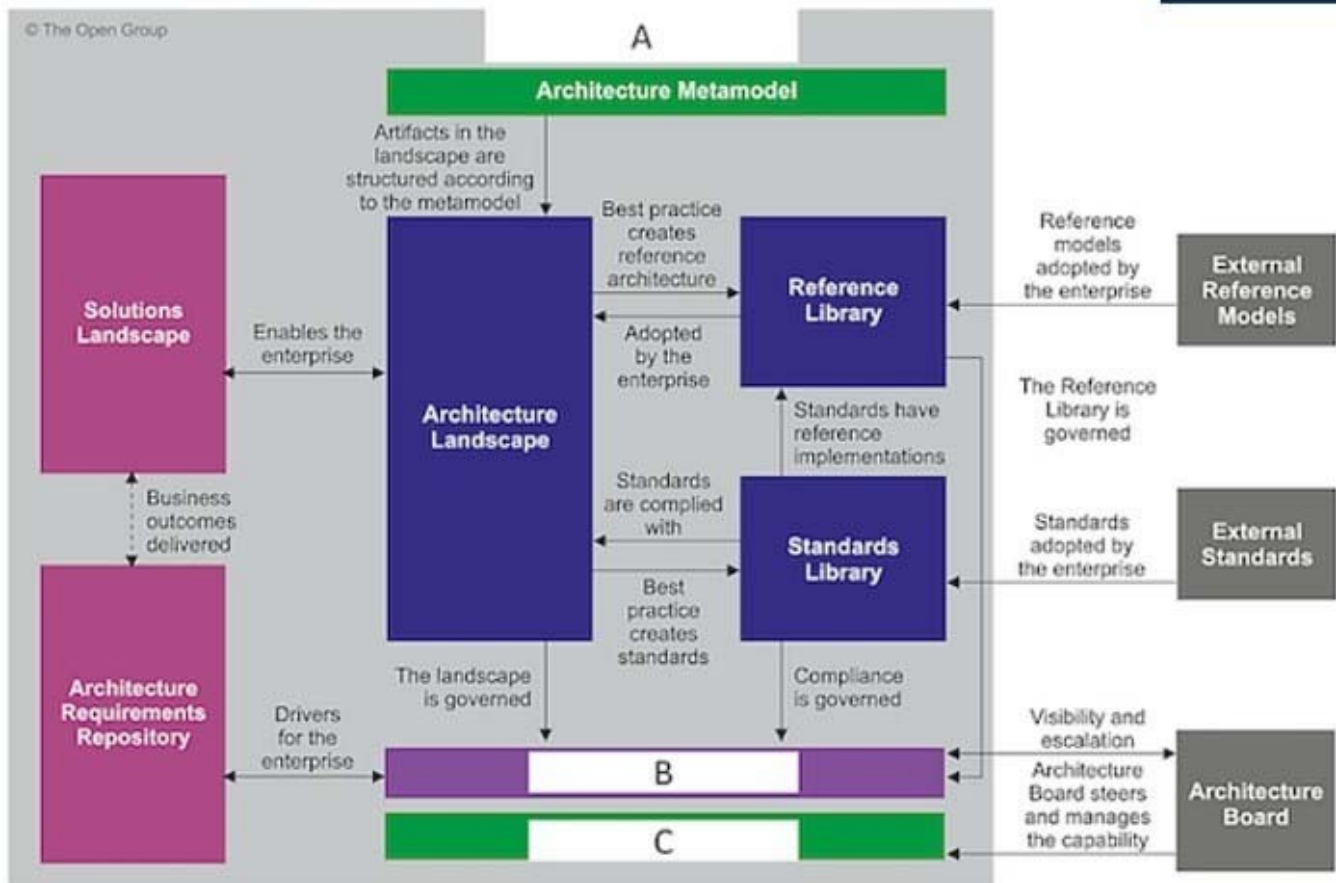 © The Open Group
A
Architecture Metamodel
Artifacts in the
landscape are
structured according
to the metamodel
Best practice
creates
reference
architecture
Reference
models
adopted by
the enterprise
External
Reference
Models
Solutions
Landscape
Enables the
enterprise
Reference
Library
Adopted
by the
enterprise
Architecture
Landscape
Standards have
reference
implementations
The Reference
Library is
governed
Business
outcomes
delivered
Standards
are complied
with
Standards
Library
Standards
adopted by
the enterprise
External
Standards
Best
practice
creates
standards
Architecture
Requirements
Repository
The landscape
is governed
Compliance
is governed
Drivers
for the
enterprise
B
Visibility and
escalation
Architecture
Board steers
and manages
the capability
Architecture
Board
C